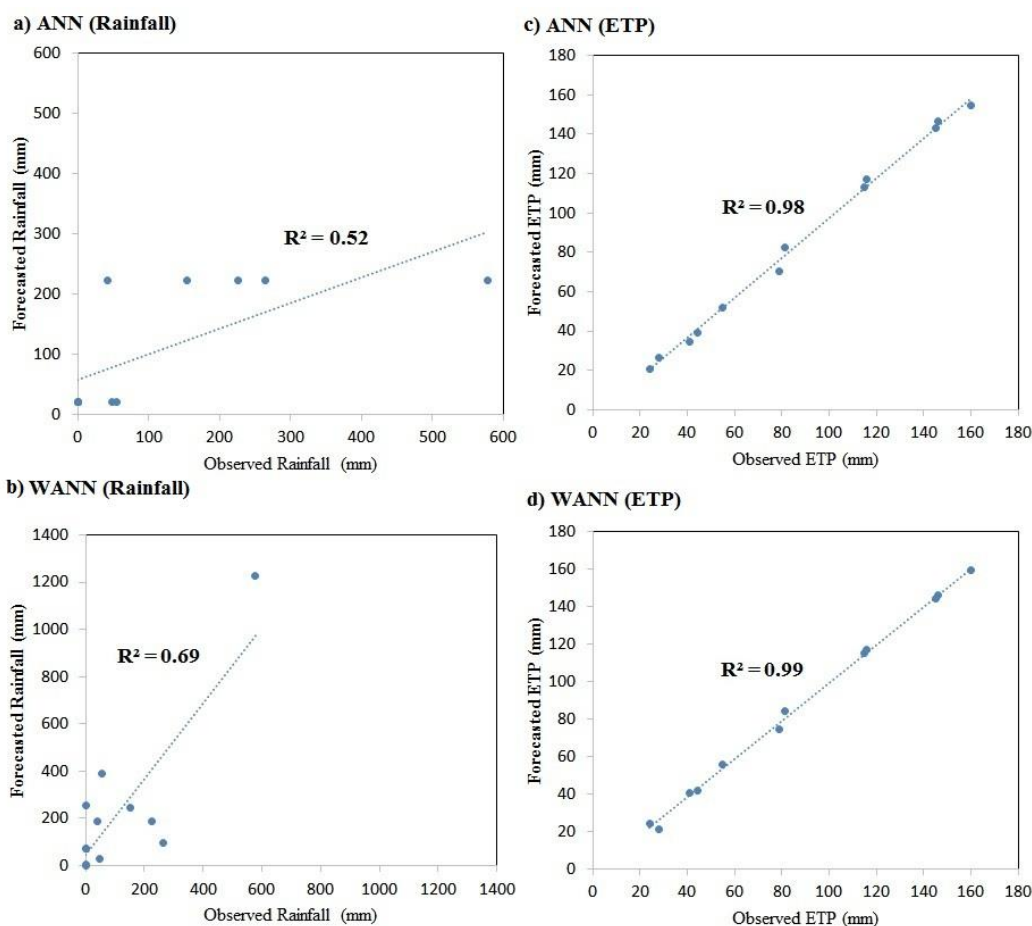 a) ANN (Rainfall)
600
500
400
300
200
100
0
0 100 200 300 400 500 600
Forecasted Rainfall (mm)
Observed Rainfall (mm)
R² = 0.52
b) WANN (Rainfall)
1400
1200
1000
800
600
400
200
0
0 200 400 600 800 1000 1200 1400
Forecasted Rainfall (mm)
Observed Rainfall (mm)
R² = 0.69
c) ANN (ETP)
180
160
140
120
100
80
60
40
20
0
0 20 40 60 80 100 120 140 160 180
Forecasted ETP (mm)
Observed ETP (mm)
R² = 0.98
d) WANN (ETP)
180
160
140
120
100
80
60
40
20
0
0 20 40 60 80 100 120 140 160 180
Forecasted ETP (mm)
Observed ETP (mm)
R² = 0.99